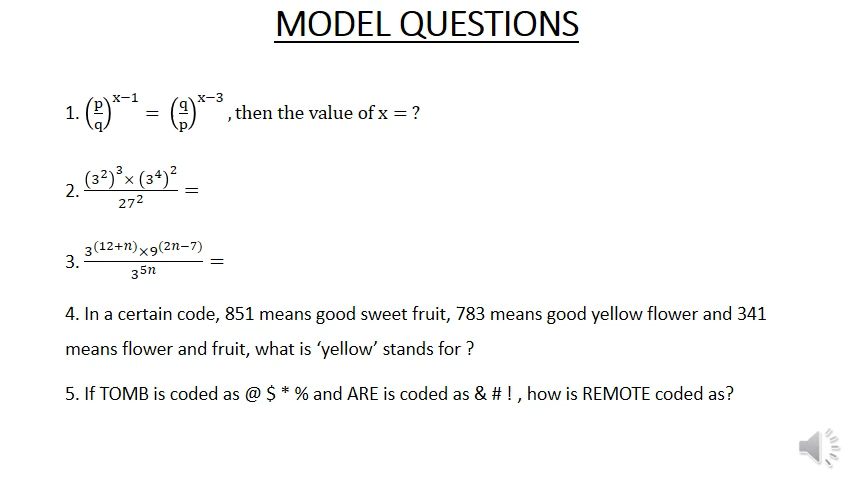 MODEL QUESTIONS
1. (p/q)^(x−1) = (q/p)^(x−3) , then the value of x = ?
2. ((3²)³× (3⁴)²)/27² =
3. (3^(12+n)×9^(2n−7))/3^(5n) =
4. In a certain code, 851 means good sweet fruit, 783 means good yellow flower and 341
means flower and fruit, what is ‘yellow’ stands for ?
5. If TOMB is coded as @ $ * % and ARE is coded as & # ! , how is REMOTE coded as?